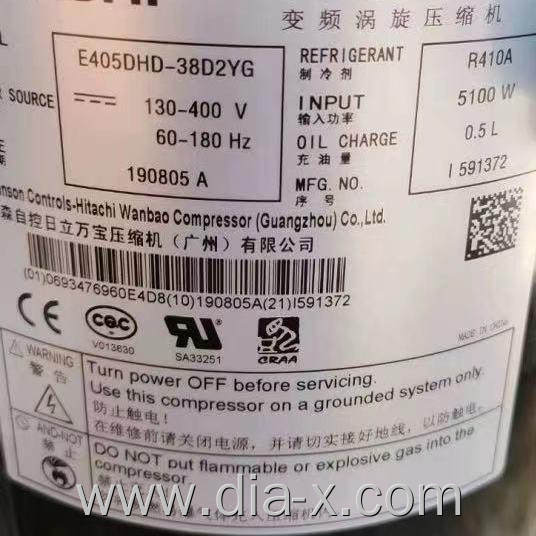 变频涡旋压缩机
E405DHD-38D2YG
REFRIGERANT R410A
制冷剂
SOURCE 130-400 V
INPUT 5100 W
输入功率
60-180 Hz
OIL CHARGE 0.5 L
充油量
190805 A
MFG. NO. I 591372
序号
nson Controls-Hitachi Wanbao Compressor (Guangzhou) Co.,Ltd.
森自控日立万宝压缩机（广州）有限公司
(01)0693476960E4D8(10)190805A(21)I591372
CE
CQC
V013630
SA33251
CRAA
MADE IN CHINA
WARNING
警告
Turn power OFF before servicing.
Use this compressor on a grounded system only.
防止触电！
在维修前请关闭电源，并请切实接好地线，以防触电。
AND-NOT
DO NOT put flammable or explosive gas into the
compressor.
www.dia-x.com